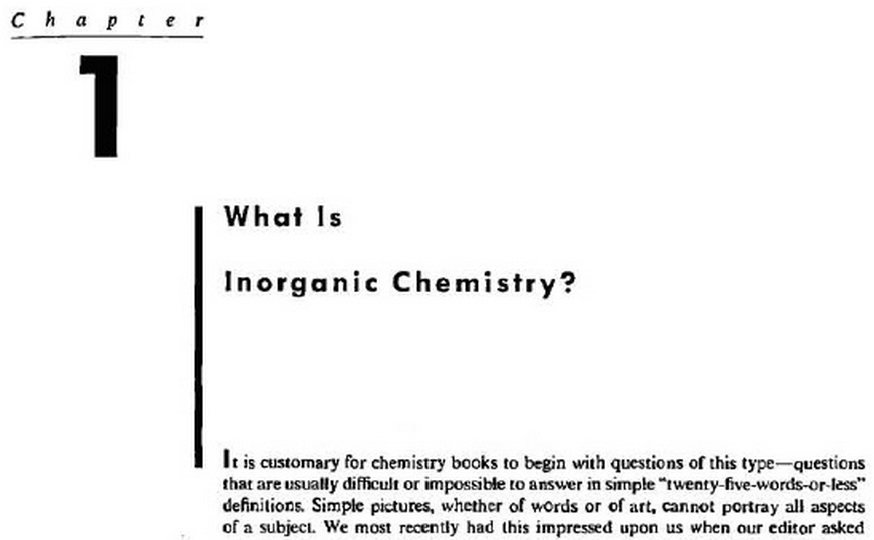 Chapter
1
What Is
Inorganic Chemistry?
It is customary for chemistry books to begin with questions of this type—questions
that are usually difficult or impossible to answer in simple "twenty-five-words-or-less"
definitions. Simple pictures, whether of words or of art, cannot portray all aspects
of a subject. We most recently had this impressed upon us when our editor asked